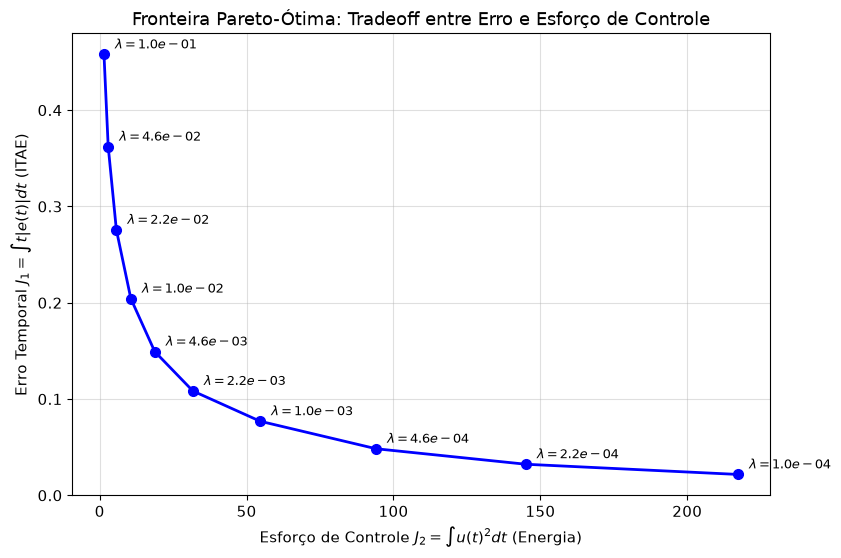 Fronteira Pareto-Ótima: Tradeoff entre Erro e Esforço de Controle
Erro Temporal J₁ = ∫t|e(t)|dt (ITAE)
0.4
0.3
0.2
0.1
0.0
λ = 1.0e − 01
λ = 4.6e − 02
λ = 2.2e − 02
λ = 1.0e − 02
λ = 4.6e − 03
λ = 2.2e − 03
λ = 1.0e − 03
λ = 4.6e − 04
λ = 2.2e − 04
λ = 1.0e − 04
0 50 100 150 200
Esforço de Controle J₂ = ∫u(t)²dt (Energia)